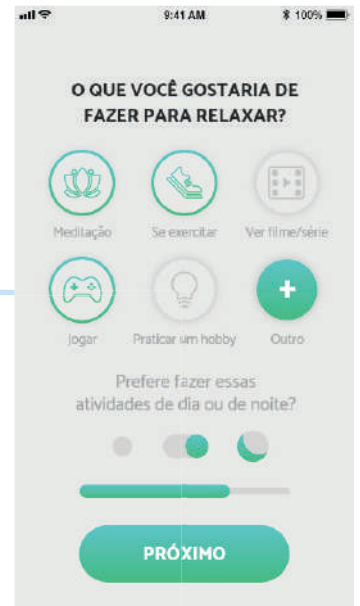 9:41 AM 100%
O QUE VOCÊ GOSTARIA DE
FAZER PARA RELAXAR?
Meditação Se exercitar Ver filme/série
Jogar Praticar um hobby Outro
Prefere fazer essas
atividades de dia ou de noite?
PRÓXIMO